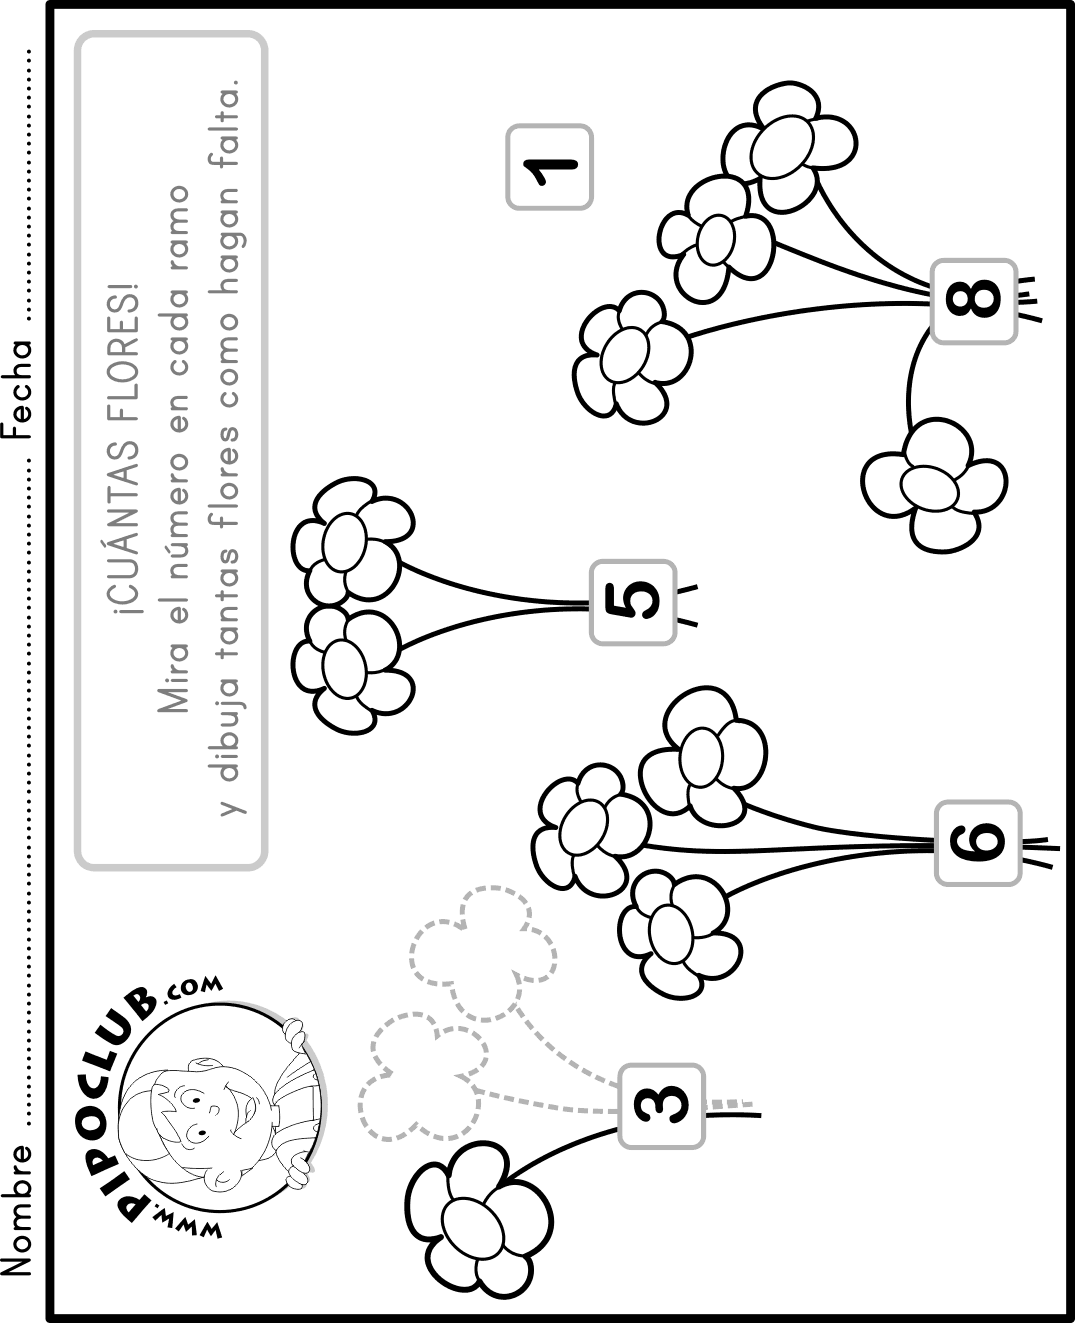 Nombre Fecha
WWW.PIPOCLUB.COM
¡CUÁNTAS FLORES!
Mira el número en cada ramo
y dibuja tantas flores como hagan falta.
3
6
5
8
1